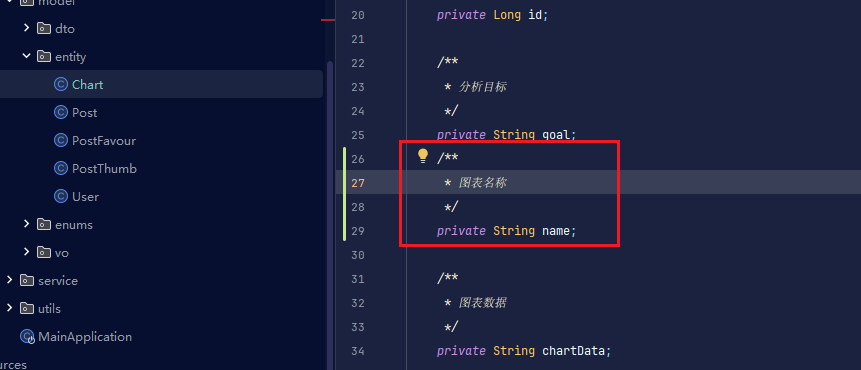 model
dto
entity
Chart
Post
PostFavour
PostThumb
User
enums
vo
service
utils
MainApplication
20 private Long id;
21
22 /**
23 * 分析目标
24 */
25 private String goal;
26 /**
27 * 图表名称
28 */
29 private String name;
30
31 /**
32 * 图表数据
33 */
34 private String chartData;